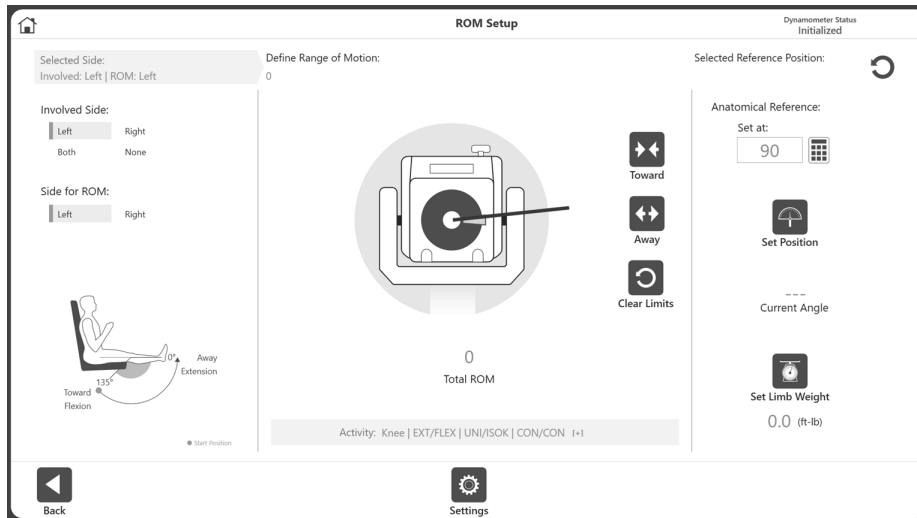 ROM Setup
Dynamometer Status
Initialized
Selected Side:
Involved: Left | ROM: Left
Define Range of Motion:
0
Selected Reference Position:
Involved Side:
Left Right
Both None
Side for ROM:
Left Right
0°
Away
Extension
135°
Toward
Flexion
Start Position
Toward
Away
Clear Limits
0
Total ROM
Activity: Knee | EXT/FLEX | UNI/ISOK | CON/CON [+]
Anatomical Reference:
Set at:
90
Set Position
---
Current Angle
Set Limb Weight
0.0 (ft-lb)
Back
Settings